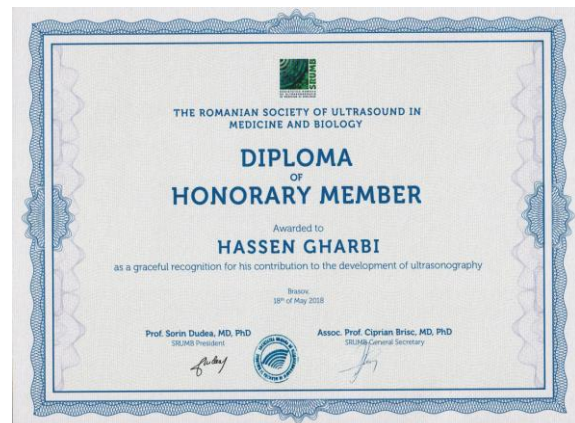 SRUMB
THE ROMANIAN SOCIETY OF ULTRASOUND IN
MEDICINE AND BIOLOGY
DIPLOMA
OF
HONORARY MEMBER
Awarded to
HASSEN GHARBI
as a graceful recognition for his contribution to the development of ultrasonography
Brasov,
18th of May 2018
Prof. Sorin Dudea, MD, PhD
SRUMB President
Assoc. Prof. Ciprian Brisc, MD, PhD
SRUMB General Secretary